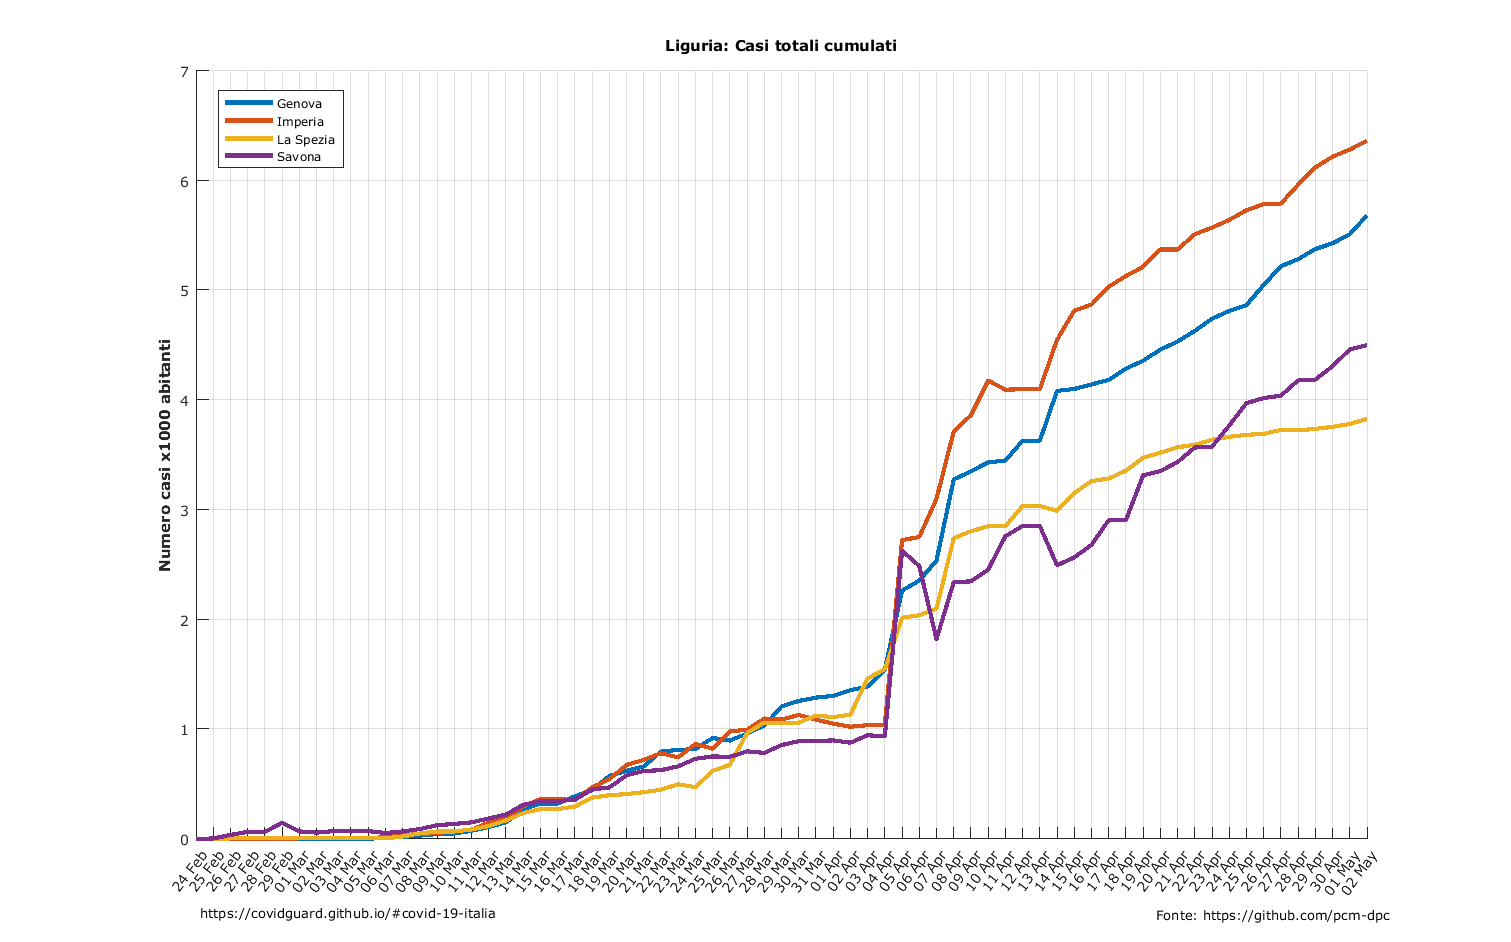 Liguria: Casi totali cumulati
7
6
5
4
3
2
1
0
Numero casi x1000 abitanti
Genova
Imperia
La Spezia
Savona
24 Feb
25 Feb
26 Feb
27 Feb
28 Feb
29 Feb
01 Mar
02 Mar
03 Mar
04 Mar
05 Mar
06 Mar
07 Mar
08 Mar
09 Mar
10 Mar
11 Mar
12 Mar
13 Mar
14 Mar
15 Mar
16 Mar
17 Mar
18 Mar
19 Mar
20 Mar
21 Mar
22 Mar
23 Mar
24 Mar
25 Mar
26 Mar
27 Mar
28 Mar
29 Mar
30 Mar
31 Mar
01 Apr
02 Apr
03 Apr
04 Apr
05 Apr
06 Apr
07 Apr
08 Apr
09 Apr
10 Apr
11 Apr
12 Apr
13 Apr
14 Apr
15 Apr
16 Apr
17 Apr
18 Apr
19 Apr
20 Apr
21 Apr
22 Apr
23 Apr
24 Apr
25 Apr
26 Apr
27 Apr
28 Apr
29 Apr
30 Apr
01 May
02 May
https://covidguard.github.io/#covid-19-italia
Fonte: https://github.com/pcm-dpc